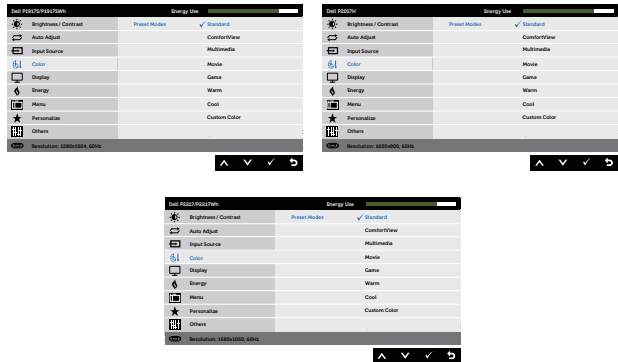 Dell P1917S/P1917SWh Energy Use
Brightness / Contrast Preset Modes ✓ Standard
Auto Adjust ComfortView
Input Source Multimedia
Color Movie
Display Game
Energy Warm
Menu Cool
Personalize Custom Color
Others
Resolution: 1280x1024, 60Hz
Dell P2017H Energy Use
Brightness / Contrast Preset Modes ✓ Standard
Auto Adjust ComfortView
Input Source Multimedia
Color Movie
Display Game
Energy Warm
Menu Cool
Personalize Custom Color
Others
Resolution: 1600x900, 60Hz
Dell P2217/P2217Wh Energy Use
Brightness / Contrast Preset Modes ✓ Standard
Auto Adjust ComfortView
Input Source Multimedia
Color Movie
Display Game
Energy Warm
Menu Cool
Personalize Custom Color
Others
Resolution: 1680x1050, 60Hz